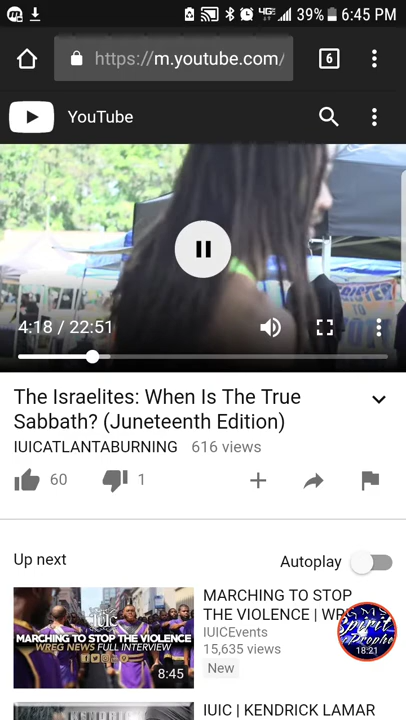 39% 6:45 PM
https://m.youtube.com/ 6
YouTube
4:18 / 22:51
The Israelites: When Is The True
Sabbath? (Juneteenth Edition)
IUICATLANTABURNING 616 views
60 1
Up next Autoplay
MARCHING TO STOP
THE VIOLENCE | WR
IUICEvents
15,635 views
New
IUIC
MARCHING TO STOP THE VIOLENCE
WREG NEWS FULL INTERVIEW
8:45
Spirit
18:21
IUIC | KENDRICK LAMAR